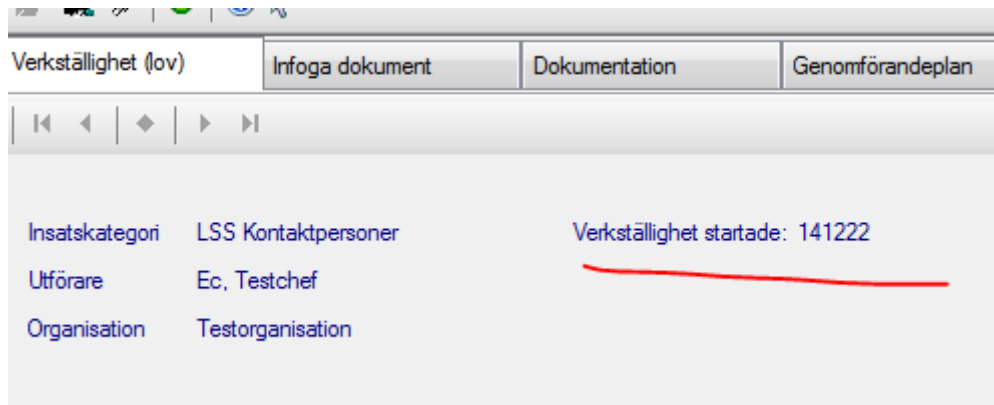 Verkställighet (lov) Infoga dokument Dokumentation Genomförandeplan
Insatskategori LSS Kontaktpersoner Verkställighet startade: 141222
Utförare Ec, Testchef
Organisation Testorganisation